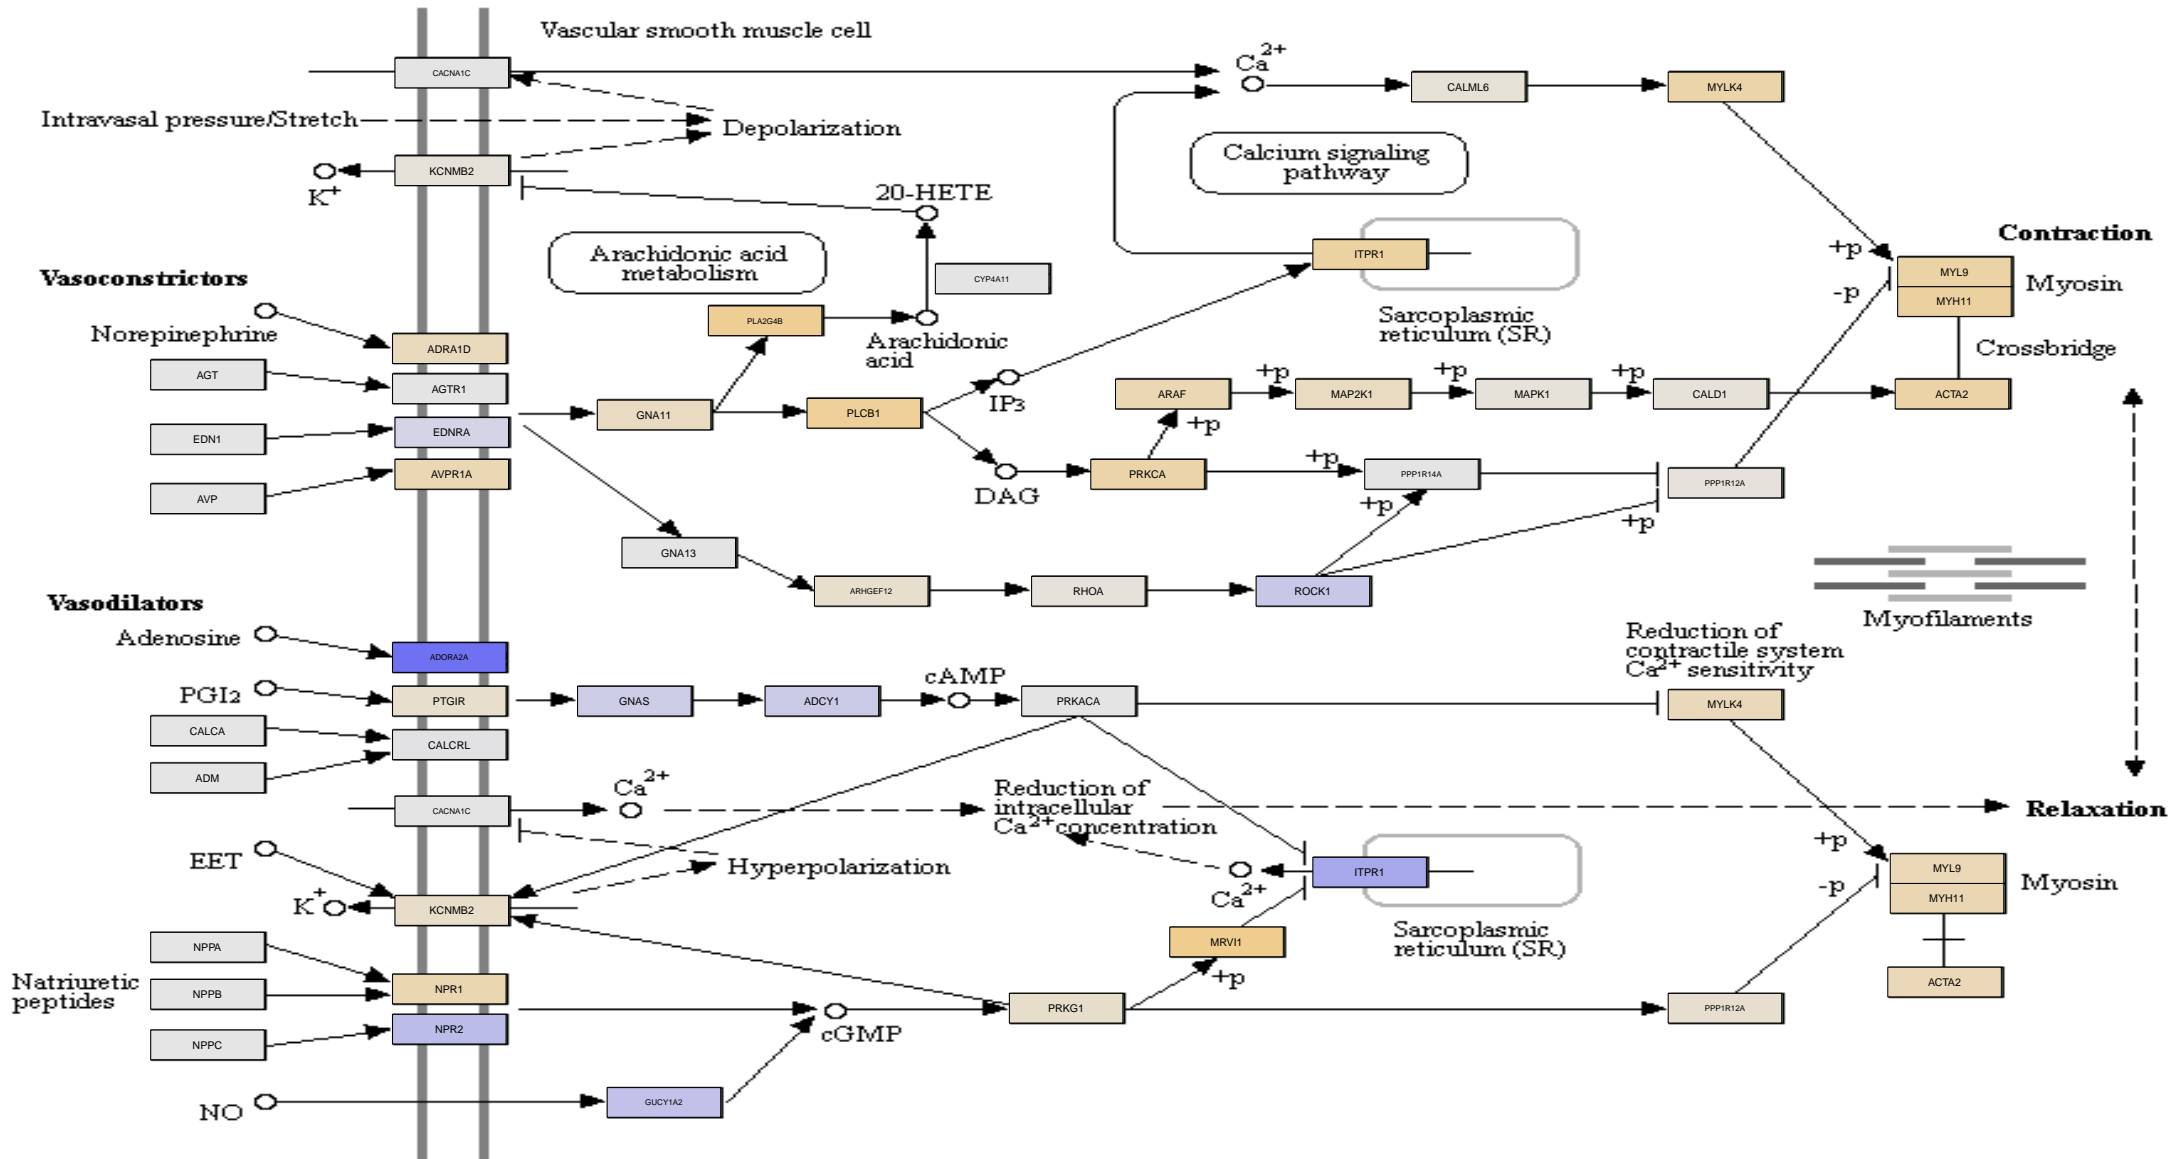 Vascular smooth muscle cell
CACNA1C
Ca2+
CALML6
MYLK4
Intravasal pressure/Stretch
Depolarization
KCNMB2
K+
20-HETE
Calcium signaling
pathway
Arachidonic acid
metabolism
CYP4A11
ITPR1
Sarcoplasmic
reticulum (SR)
+p
-p
Contraction
MYL9
MYH11
Myosin
Crossbridge
Vasoconstrictors
Norepinephrine
PLA2G4B
Arachidonic
acid
ADRA1D
AGT
AGTR1
EDN1
EDNRA
AVP
AVPR1A
GNA11
PLCB1
IP3
DAG
ARAF
+p
MAP2K1
+p
MAPK1
+p
CALD1
ACTA2
+p
PRKCA
+p
PPP1R14A
PPP1R12A
+p
+p
GNA13
ARHGEF12
RHOA
ROCK1
Myofilaments
Vasodilators
Adenosine
ADORA2A
PGI2
PTGIR
GNAS
ADCY1
cAMP
PRKACA
Reduction of
contractile system
Ca2+ sensitivity
MYLK4
CALCA
CALCRL
ADM
CACNA1C
Ca2+
Reduction of
intracellular
Ca2+concentration
Relaxation
EET
Hyperpolarization
K+
KCNMB2
Ca2+
ITPR1
Sarcoplasmic
reticulum (SR)
+p
-p
MYL9
MYH11
Myosin
ACTA2
NPPA
Natriuretic
peptides
NPPB
NPPC
NPR1
NPR2
cGMP
PRKG1
MRVI1
+p
PPP1R12A
NO
GUCY1A2